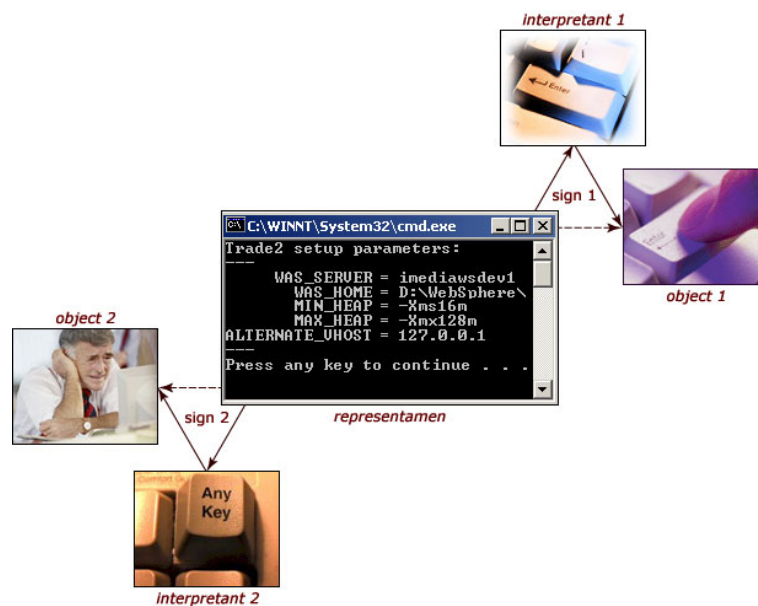 interpretant 1
Enter
sign 1
Enter
object 1
C:\WINNT\System32\cmd.exe
Trade2 setup parameters:
---
WAS_SERVER = imediawsdev1
WAS_HOME = D:\WebSphere\
MIN_HEAP = -Xms16m
MAX_HEAP = -Xmx128m
ALTERNATE_VHOST = 127.0.0.1
---
Press any key to continue . . .
representamen
object 2
sign 2
Any
Key
interpretant 2